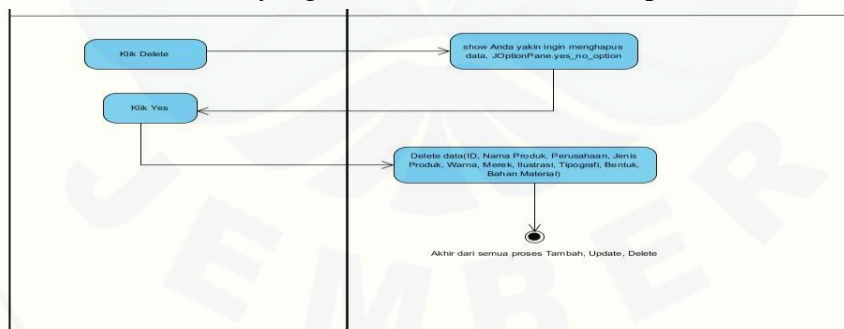 Klik Delete
show Anda yakin ingin menghapus
data, JOptionPane.yes_no_option
Klik Yes
Delete data(ID, Nama Produk, Perusahaan, Jenis
Produk, Warna, Merek, Ilustrasi, Tipografi, Bentuk,
Bahan Material)
Akhir dari semua proses Tambah, Update, Delete
JEMBER